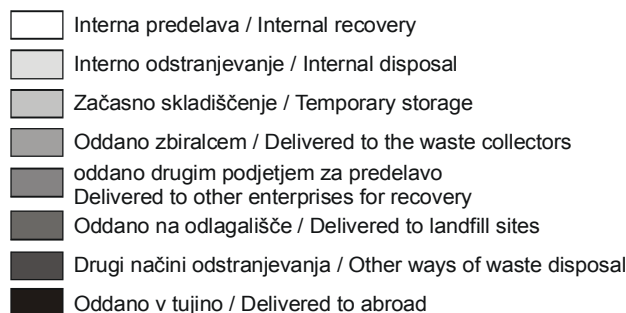 Interna predelava / Internal recovery
Interno odstranjevanje / Internal disposal
Začasno skladiščenje / Temporary storage
Oddano zbiralcem / Delivered to the waste collectors
oddano drugim podjetjem za predelavo
Delivered to other enterprises for recovery
Oddano na odlagališče / Delivered to landfill sites
Drugi načini odstranjevanja / Other ways of waste disposal
Oddano v tujino / Delivered to abroad